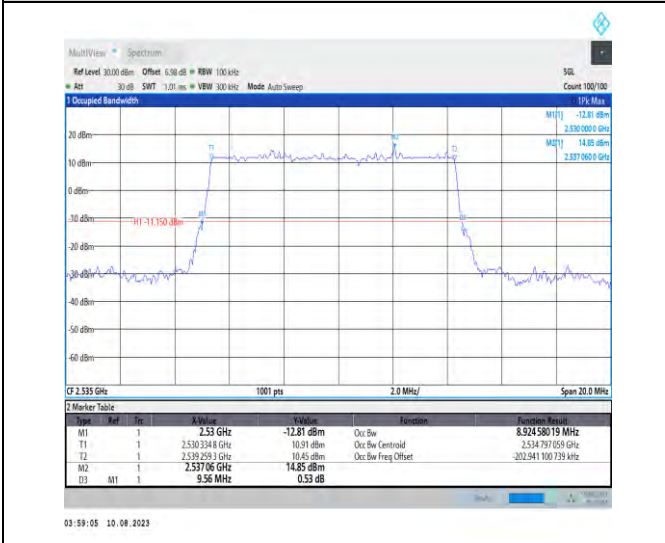 MultiView Spectrum
Ref Level 30.00 dBm Offset 6.98 dB RBW 100 kHz SGL
Att 30 dB SWT 1.01 ms VBW 300 kHz Mode Auto Sweep Count 100/100
1 Occupied Bandwidth 1Pk Max
M1[1] -12.81 dBm
2.530 000 0 GHz
M2[1] 14.85 dBm
2.537 060 0 GHz
20 dBm
T1
T2
10 dBm
0 dBm
-10 dBm
H1 -11.150 dBm
-20 dBm
-30 dBm
-40 dBm
-50 dBm
-60 dBm
CF 2.535 GHz 1001 pts 2.0 MHz/ Span 20.0 MHz
2 Marker Table
Type Ref Trc X-Value Y-Value Function Function Result
M1 1 2.53 GHz -12.81 dBm Occ Bw 8.924 580 19 MHz
T1 1 2.530 334 8 GHz 10.91 dBm Occ Bw Centroid 2.534 797 059 GHz
T2 1 2.539 259 3 GHz 10.45 dBm Occ Bw Freq Offset -202.941 100 739 kHz
M2 1 2.537 06 GHz 14.85 dBm
D3 M1 1 9.56 MHz 0.53 dB
03:59:05 10.08.2023